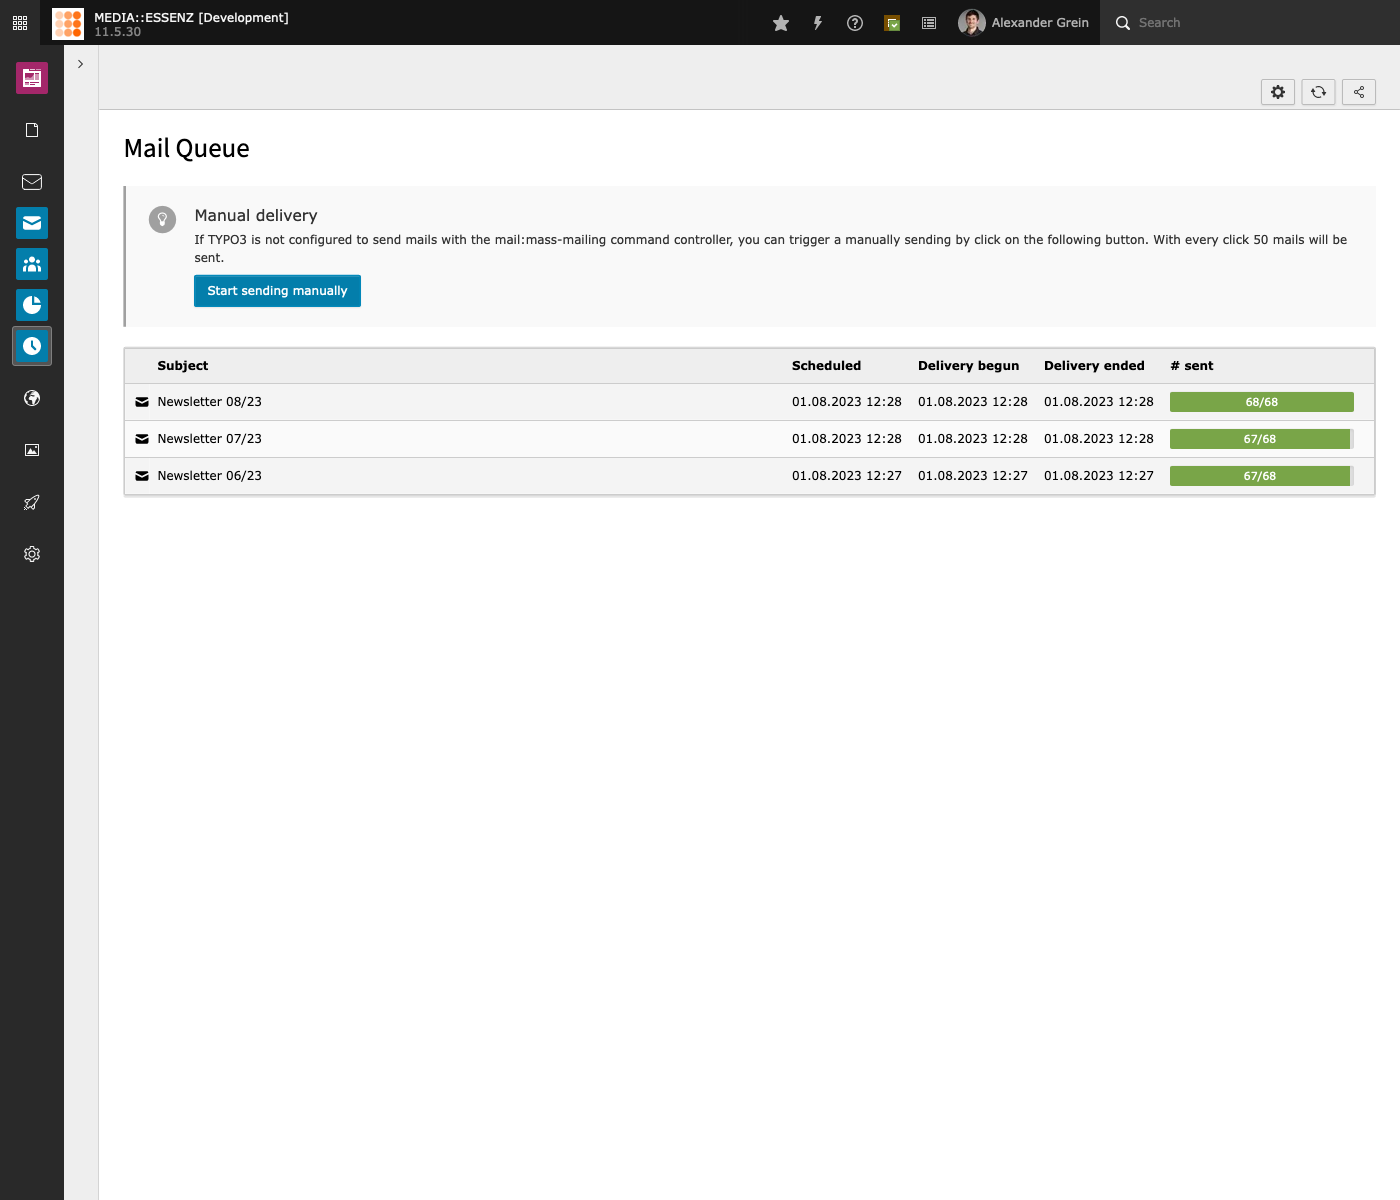 MEDIA::ESSENZ [Development]
11.5.30
Alexander Grein
Search
Mail Queue
Manual delivery
If TYPO3 is not configured to send mails with the mail:mass-mailing command controller, you can trigger a manually sending by click on the following button. With every click 50 mails will be
sent.
Start sending manually
Subject Scheduled Delivery begun Delivery ended # sent
Newsletter 08/23 01.08.2023 12:28 01.08.2023 12:28 01.08.2023 12:28 68/68
Newsletter 07/23 01.08.2023 12:28 01.08.2023 12:28 01.08.2023 12:28 67/68
Newsletter 06/23 01.08.2023 12:27 01.08.2023 12:27 01.08.2023 12:27 67/68